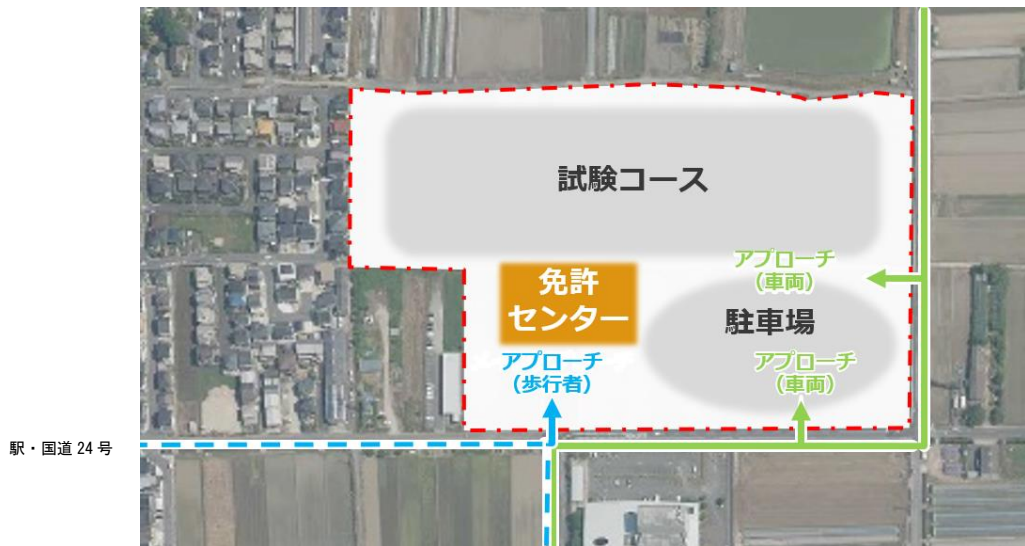 試験コース
アプローチ
(車両)
免許
センター
駐車場
アプローチ
(歩行者)
アプローチ
(車両)
駅・国道 24 号